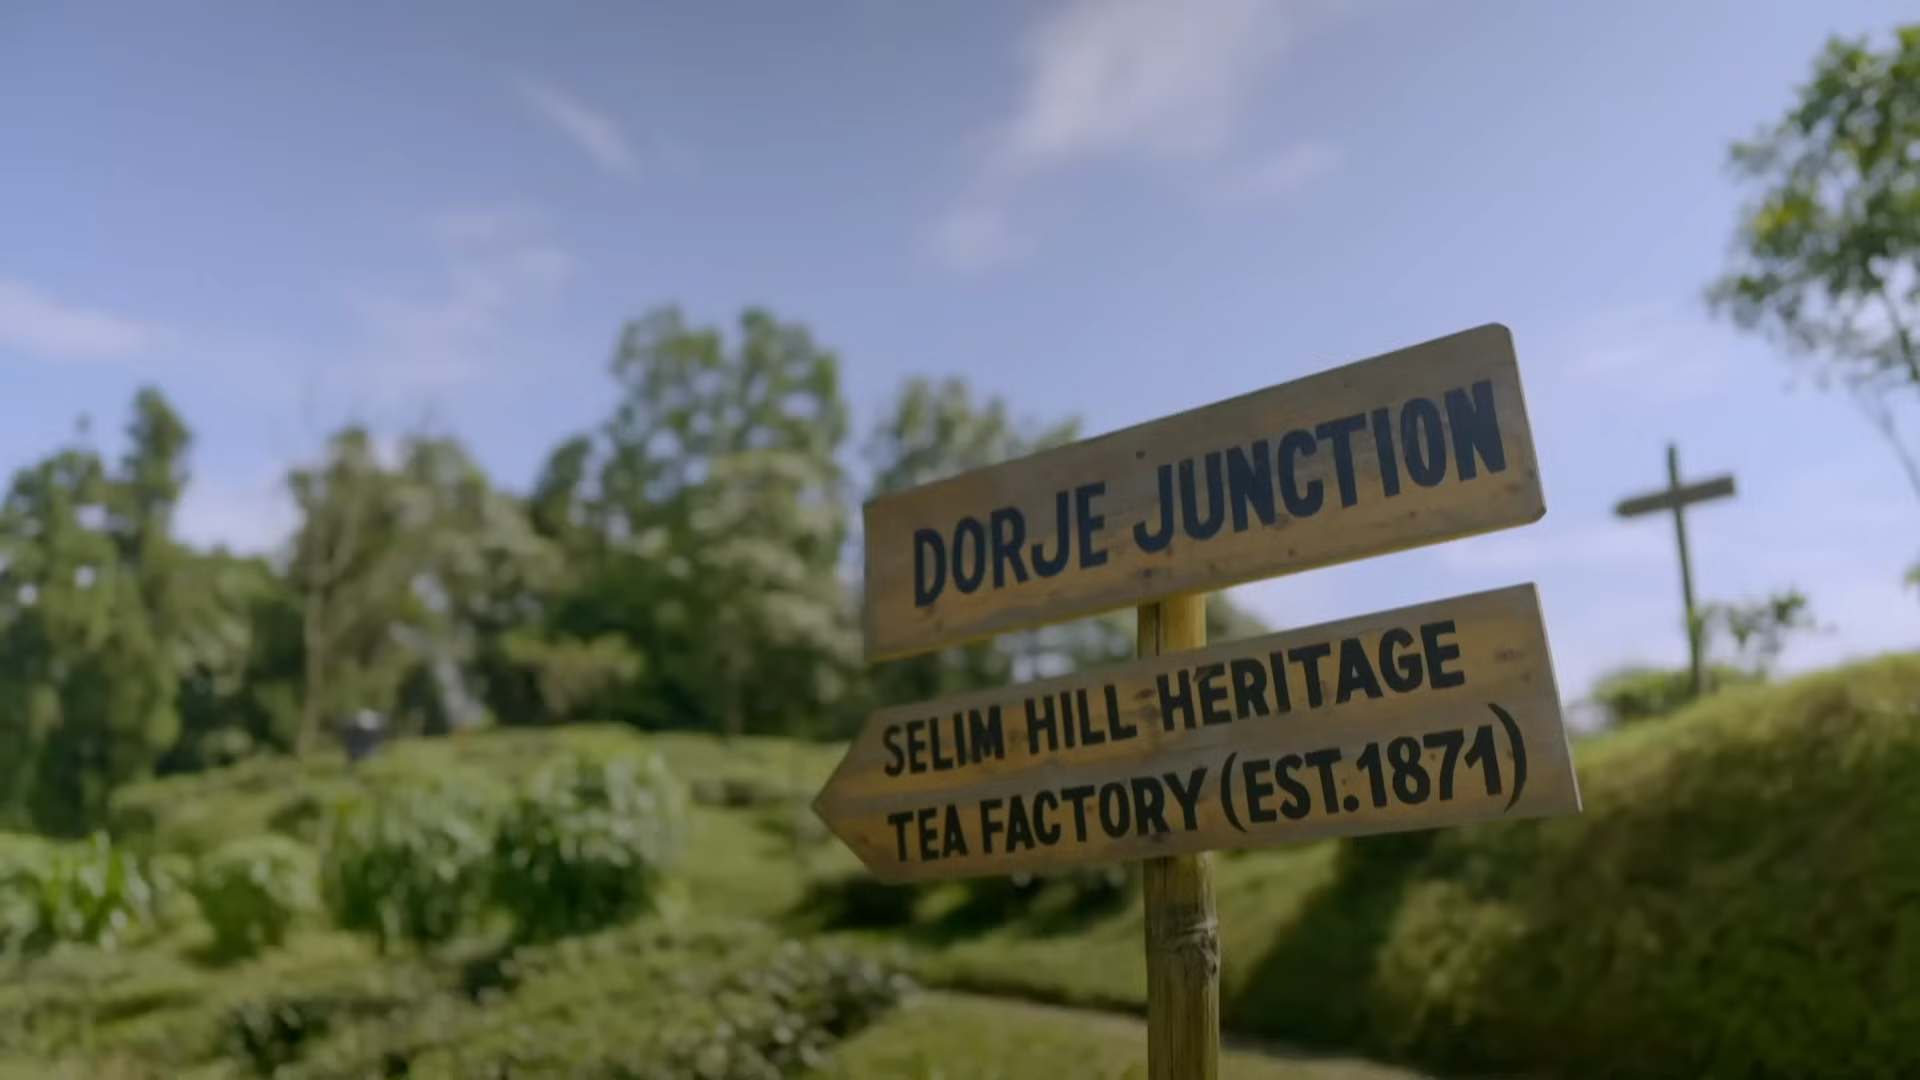 DORJE JUNCTION
SELIM HILL HERITAGE
TEA FACTORY (EST.1871)